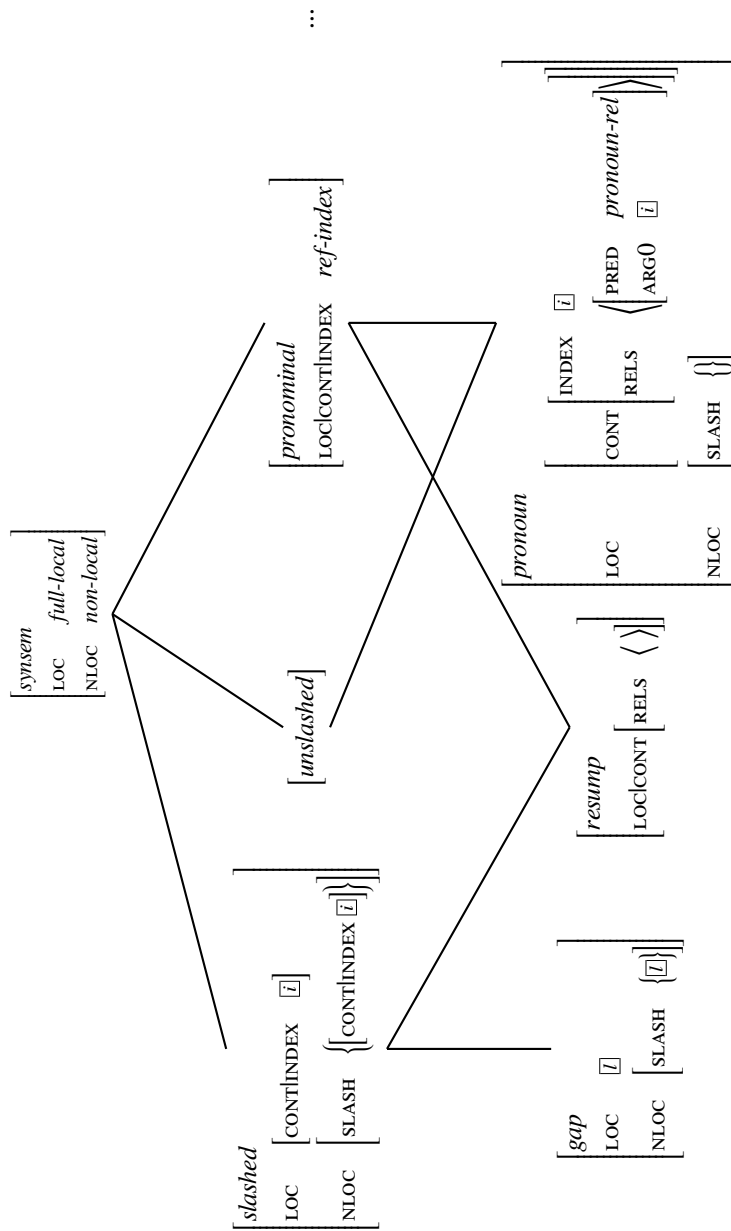 synsem
LOC full-local
NLOC non-local
...
slashed
LOC [CONT|INDEX [i]]
NLOC [SLASH {[CONT|INDEX [i]]}]
[unslashed]
pronominal
LOC|CONT|INDEX ref-index
gap
LOC [l]
NLOC [SLASH {[l]}]
resump
LOC|CONT [RELS ⟨⟩]
pronoun
INDEX [i]
LOC CONT RELS ⟨[PRED pronoun-rel
ARG0 [i]]⟩
NLOC [SLASH {}]